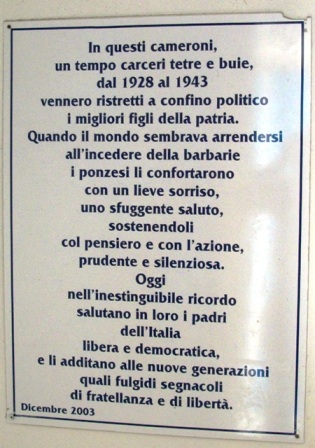 In questi cameroni,
un tempo carceri tetre e buie,
dal 1928 al 1943
vennero ristretti a confino politico
i migliori figli della patria.
Quando il mondo sembrava arrendersi
all'incedere della barbarie
i ponzesi li confortarono
con un lieve sorriso,
uno sfuggente saluto,
sostenendoli
col pensiero e con l'azione,
prudente e silenziosa.
Oggi
nell'inestinguibile ricordo
salutano in loro i padri
dell'Italia
libera e democratica,
e li additano alle nuove generazioni
quali fulgidi segnacoli
di fratellanza e di libertà.
Dicembre 2003